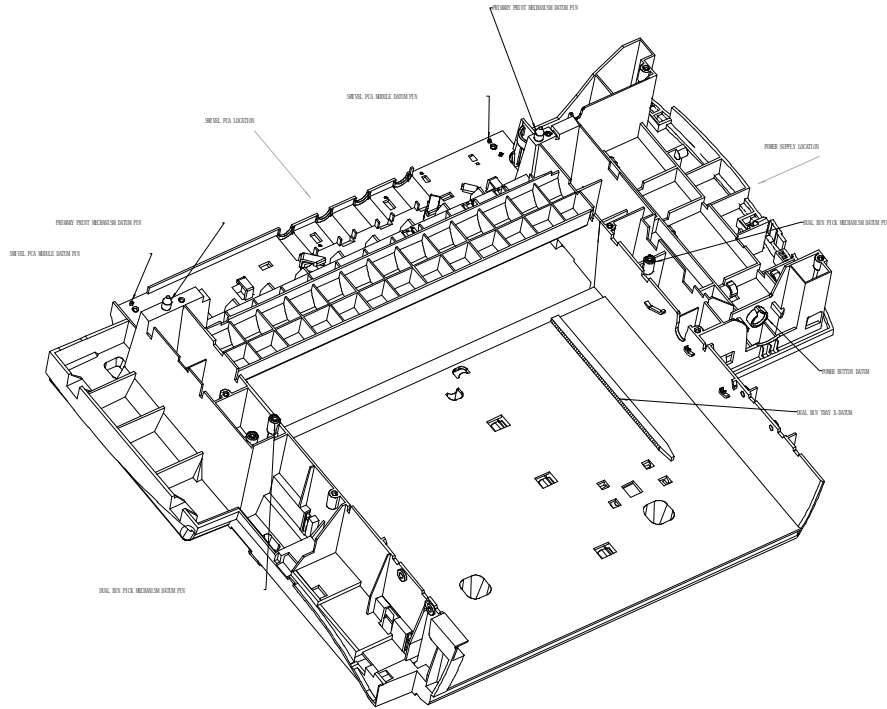 PRIMARY PRINT MECHANISM DATUM PIN
SWIVEL PCA MODULE DATUM PIN
SWIVEL PCA LOCATION
POWER SUPPLY LOCATION
PRIMARY PRINT MECHANISM DATUM PIN
DUAL BIN PICK MECHANISM DATUM PIN
SWIVEL PCA MODULE DATUM PIN
POWER BUTTON DATUM
DUAL BIN TRAY X-DATUM
DUAL BIN PICK MECHANISM DATUM PIN